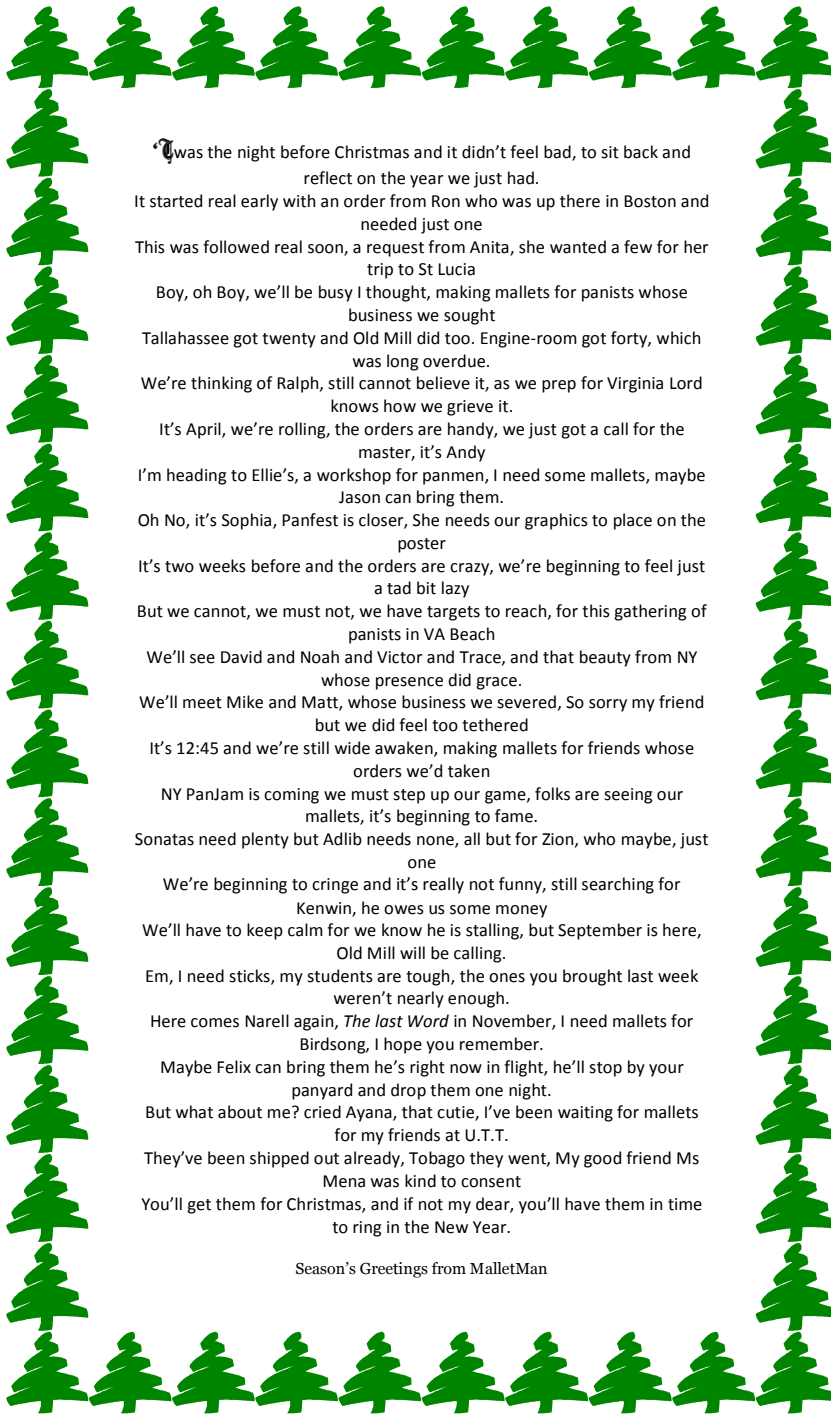 ‘Twas the night before Christmas and it didn’t feel bad, to sit back and
reflect on the year we just had.
It started real early with an order from Ron who was up there in Boston and
needed just one
This was followed real soon, a request from Anita, she wanted a few for her
trip to St Lucia
Boy, oh Boy, we’ll be busy I thought, making mallets for panists whose
business we sought
Tallahassee got twenty and Old Mill did too. Engine-room got forty, which
was long overdue.
We’re thinking of Ralph, still cannot believe it, as we prep for Virginia Lord
knows how we grieve it.
It’s April, we’re rolling, the orders are handy, we just got a call for the
master, it’s Andy
I’m heading to Ellie’s, a workshop for panmen, I need some mallets, maybe
Jason can bring them.
Oh No, it’s Sophia, Panfest is closer, She needs our graphics to place on the
poster
It’s two weeks before and the orders are crazy, we’re beginning to feel just
a tad bit lazy
But we cannot, we must not, we have targets to reach, for this gathering of
panists in VA Beach
We’ll see David and Noah and Victor and Trace, and that beauty from NY
whose presence did grace.
We’ll meet Mike and Matt, whose business we severed, So sorry my friend
but we did feel too tethered
It’s 12:45 and we’re still wide awaken, making mallets for friends whose
orders we’d taken
NY PanJam is coming we must step up our game, folks are seeing our
mallets, it’s beginning to fame.
Sonatas need plenty but Adlib needs none, all but for Zion, who maybe, just
one
We’re beginning to cringe and it’s really not funny, still searching for
Kenwin, he owes us some money
We’ll have to keep calm for we know he is stalling, but September is here,
Old Mill will be calling.
Em, I need sticks, my students are tough, the ones you brought last week
weren’t nearly enough.
Here comes Narell again, The last Word in November, I need mallets for
Birdsong, I hope you remember.
Maybe Felix can bring them he’s right now in flight, he’ll stop by your
panyard and drop them one night.
But what about me? cried Ayana, that cutie, I’ve been waiting for mallets
for my friends at U.T.T.
They’ve been shipped out already, Tobago they went, My good friend Ms
Mena was kind to consent
You’ll get them for Christmas, and if not my dear, you’ll have them in time
to ring in the New Year.
Season’s Greetings from MalletMan